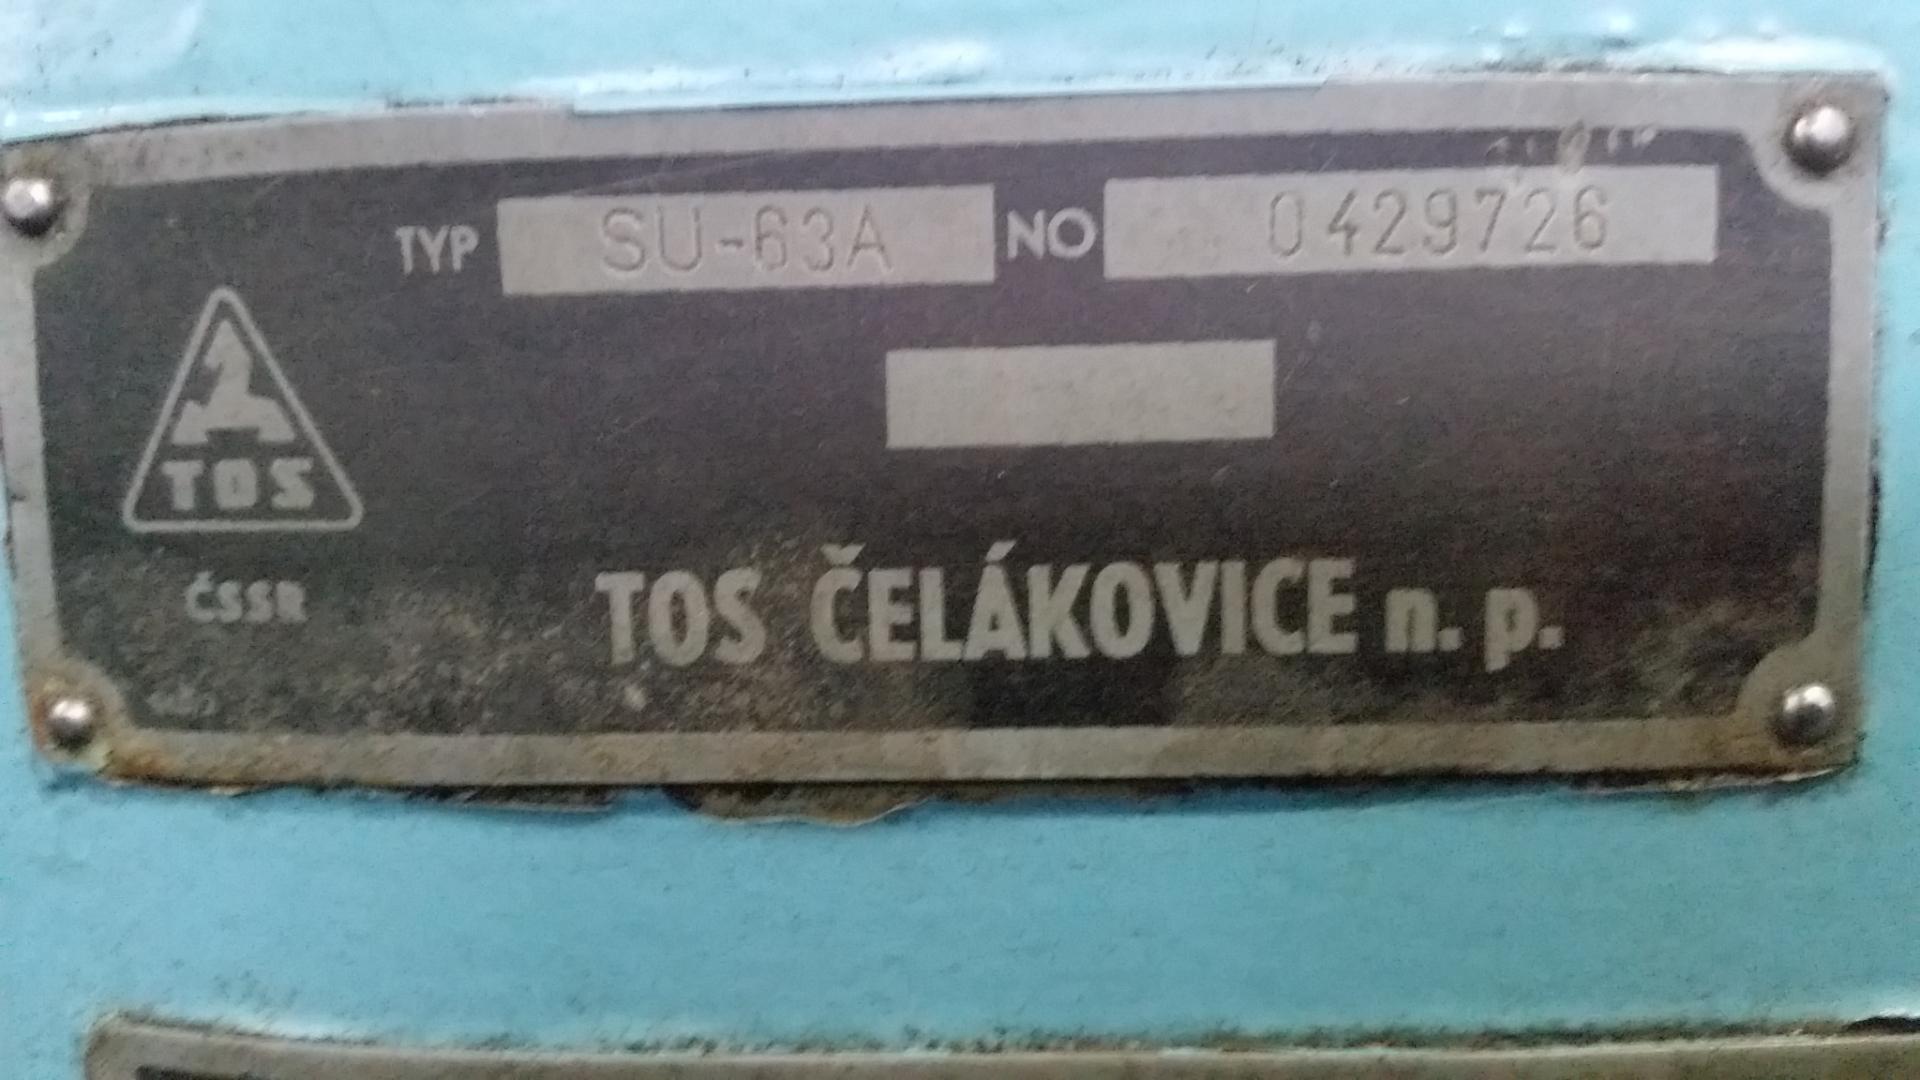 TYP SU-63A NO 0429726
TOS
ČSSR
TOS ČELÁKOVICE n. p.